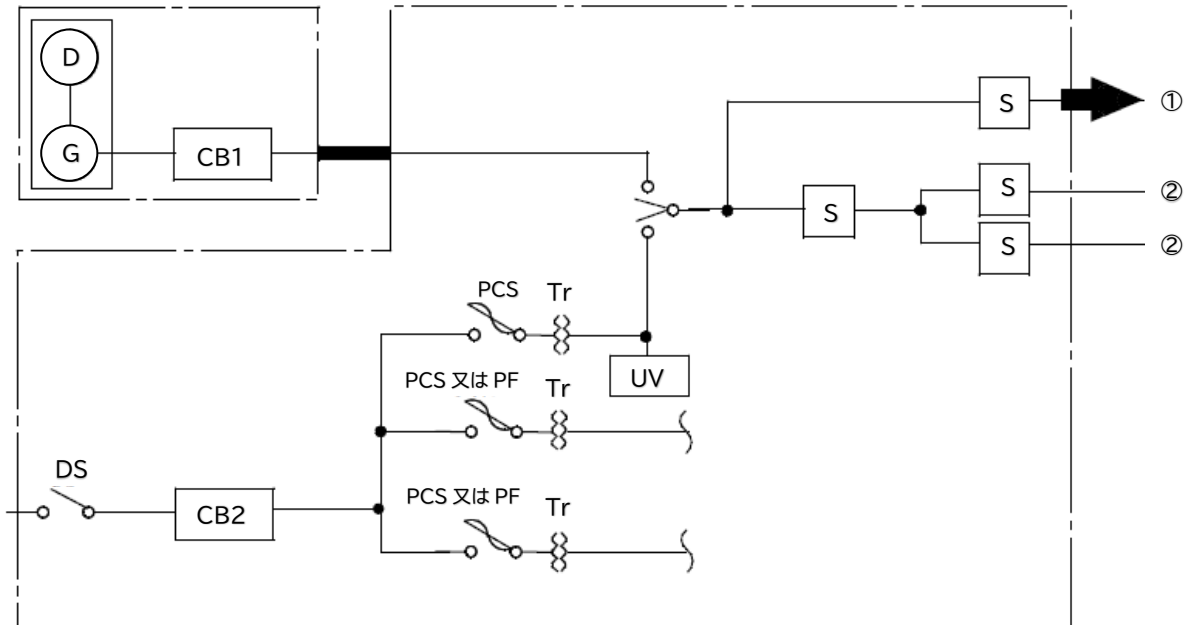 D
G
CB1
S
①
S
②
S
S
②
PCS
Tr
UV
PCS 又は PF
Tr
DS
CB2
PCS 又は PF
Tr